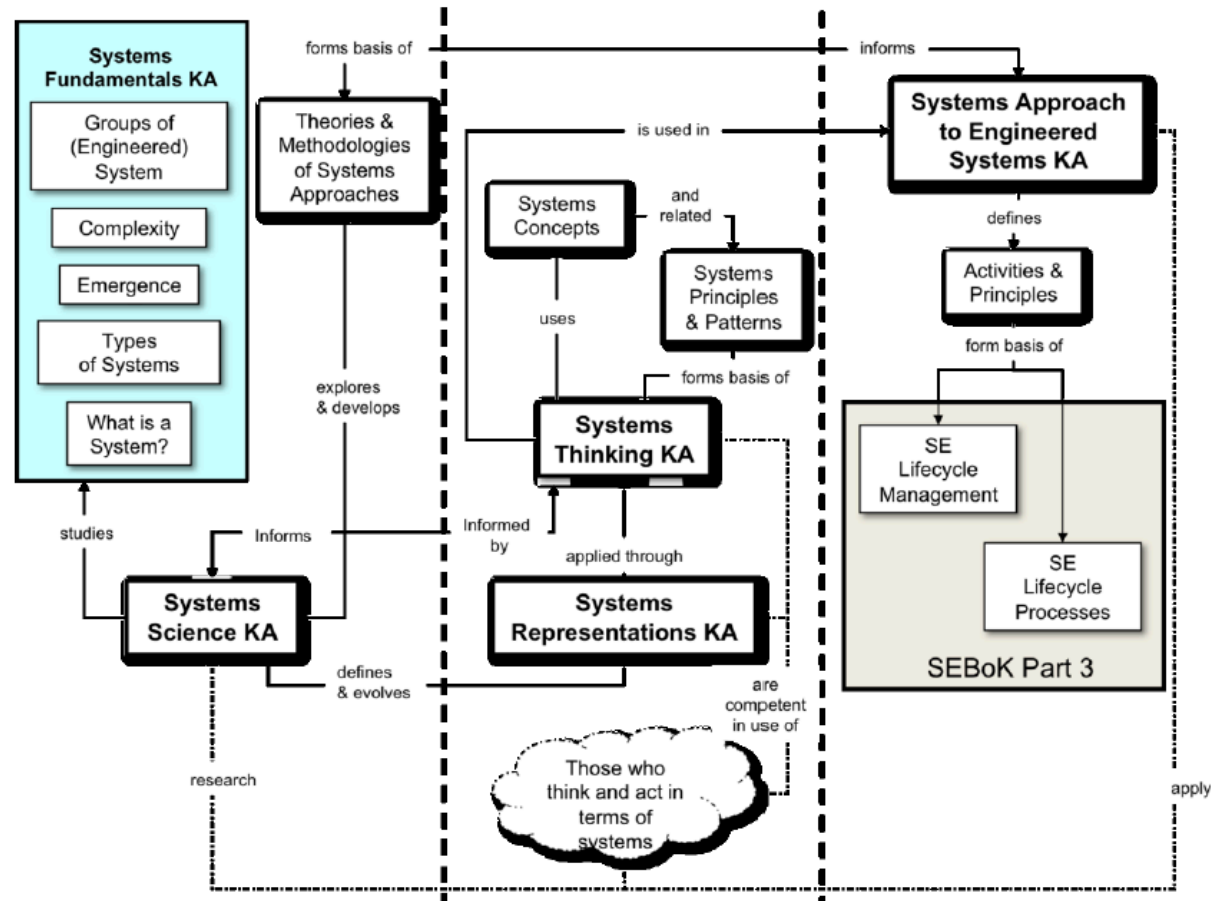 Systems
Fundamentals KA
Groups of
(Engineered)
System
Complexity
Emergence
Types
of Systems
What is a
System?
studies
forms basis of
Theories &
Methodologies
of Systems
Approaches
explores
& develops
Informs
Systems
Science KA
defines
& evolves
research
informs
is used in
Systems
Concepts
and
related
Systems
Principles
& Patterns
uses
forms basis of
Systems
Thinking KA
Informed
by
applied through
Systems
Representations KA
are
competent
in use of
Those who
think and act in
terms of
systems
Systems Approach
to Engineered
Systems KA
defines
Activities &
Principles
form basis of
SE
Lifecycle
Management
SE
Lifecycle
Processes
SEBoK Part 3
apply